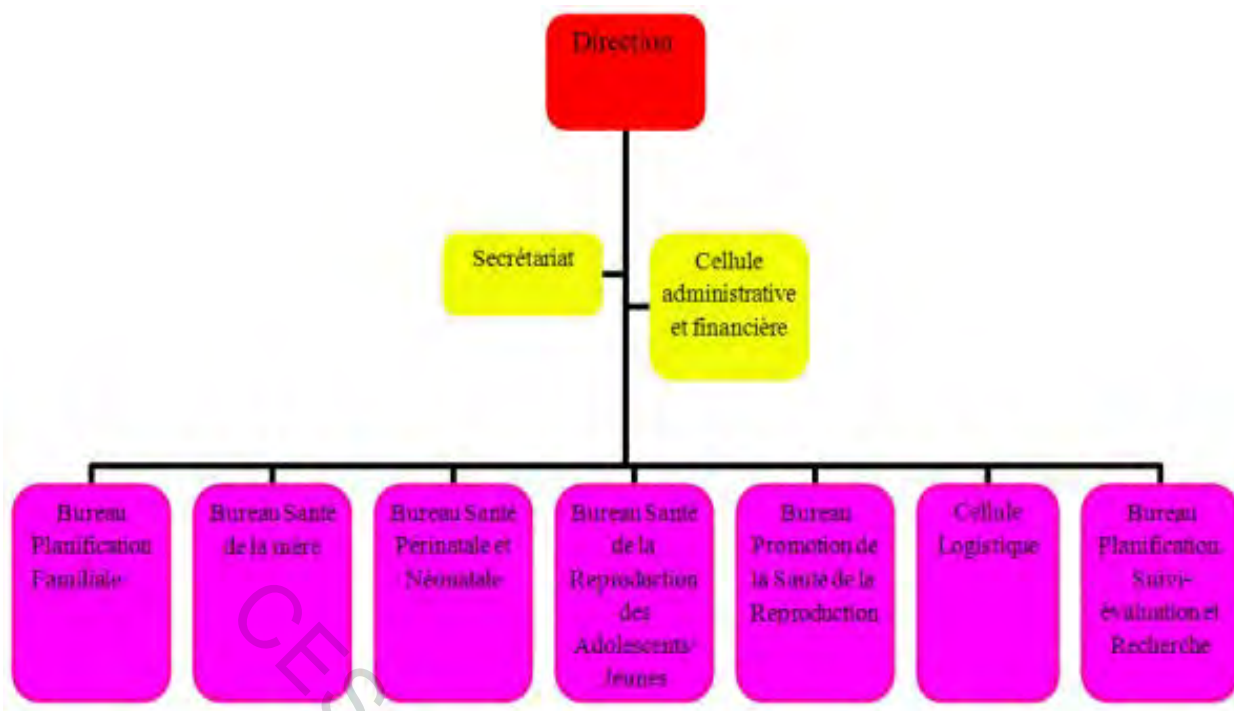 Direction
Secrétariat
Cellule
administrative
et financière
Bureau
Planification
Familiale
Bureau Santé
de la mère
Bureau Santé
Périnatale et
Néonatale
Bureau Santé
de la
Reproduction
des
Adolescents/
Jeunes
Bureau
Promotion de
la Santé de la
Reproduction
Cellule
Logistique
Bureau
Planification,
Suivi-
évaluation et
Recherche
CES